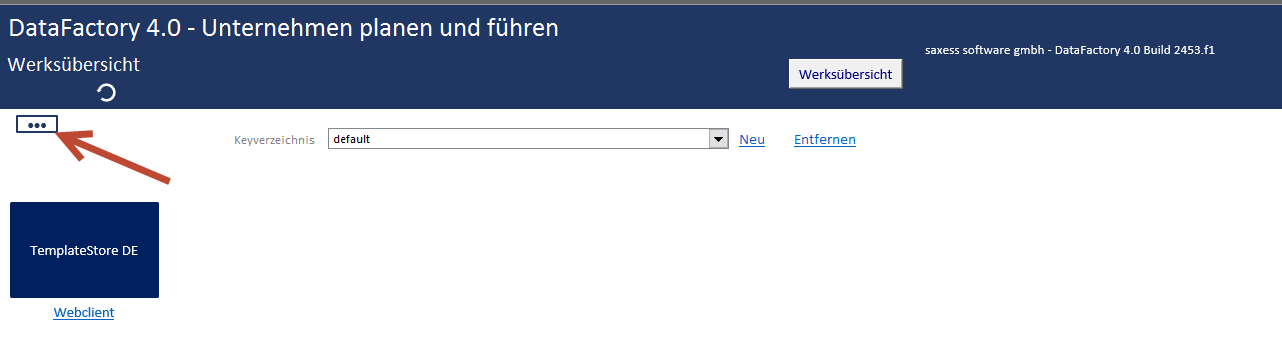 DataFactory 4.0 - Unternehmen planen und führen
saxess software gmbh - DataFactory 4.0 Build 2453.f1
Werksübersicht
Werksübersicht
•••
Keyverzeichnis default Neu Entfernen
TemplateStore DE
Webclient